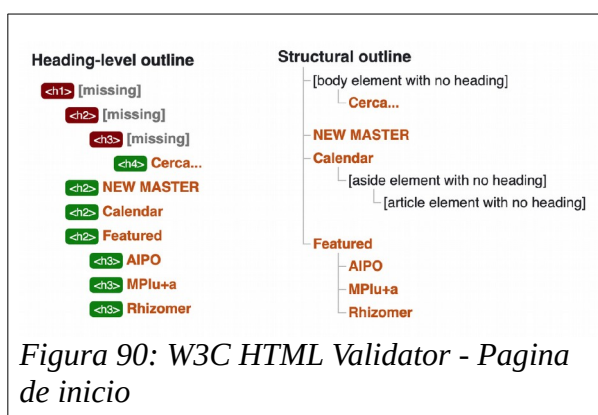 Heading-level outline
<h1> [missing]
<h2> [missing]
<h3> [missing]
<h4> Cerca...
<h2> NEW MASTER
<h2> Calendar
<h2> Featured
<h3> AIPO
<h3> MPlu+a
<h3> Rhizomer
Structural outline
[body element with no heading]
Cerca...
NEW MASTER
Calendar
[aside element with no heading]
[article element with no heading]
Featured
AIPO
MPlu+a
Rhizomer
Figura 90: W3C HTML Validator - Pagina
de inicio